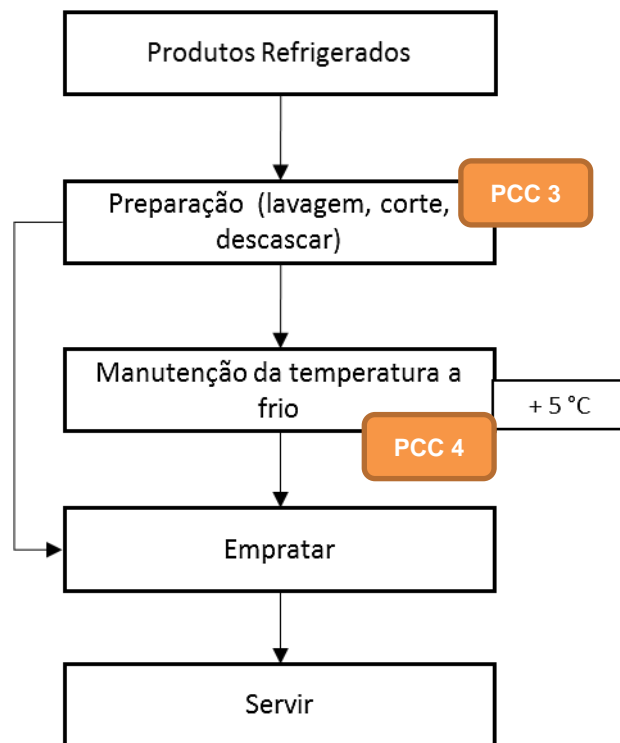 Produtos Refrigerados
PCC 3
Preparação (lavagem, corte,
descascar)
Manutenção da temperatura a
frio
+ 5 °C
PCC 4
Empratar
Servir